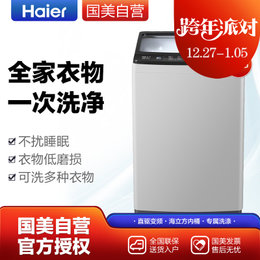 Haier 国美自营
跨年派对
12.27-1.05
全家衣物
一次洗净
不扰睡眠
衣物低磨损
可洗多种衣物
国美自营
官方授权
直驱变频·海立方内桶·专属洗涤
全国联保
送货入户
国美发票
售后无忧